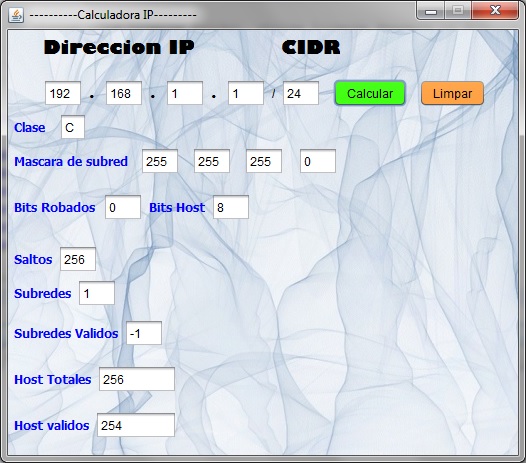 ----------Calculadora IP---------
Direccion IP CIDR
192 . 168 . 1 . 1 / 24 Calcular Limpar
Clase C
Mascara de subred 255 255 255 0
Bits Robados 0 Bits Host 8
Saltos 256
Subredes 1
Subredes Validos -1
Host Totales 256
Host validos 254